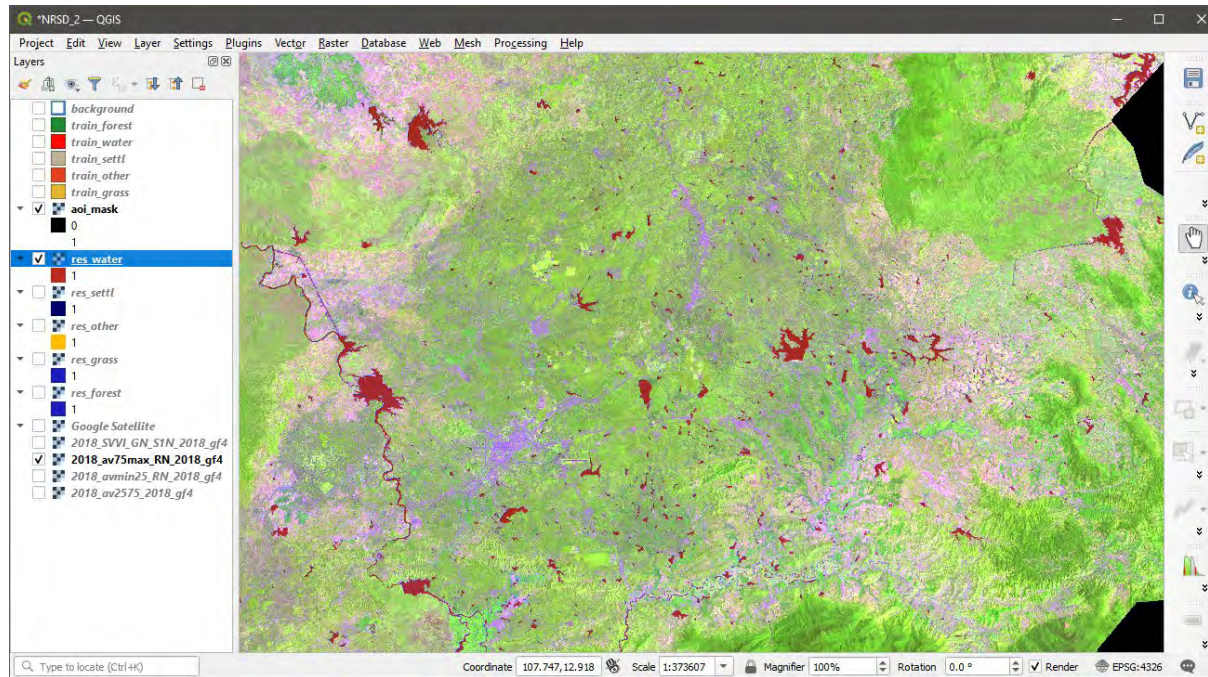 *NRSD_2 — QGIS
Project Edit View Layer Settings Plugins Vector Raster Database Web Mesh Processing Help
Layers
background
train_forest
train_water
train_settl
train_other
train_grass
aoi_mask
0
1
res_water
1
res_settl
1
res_other
1
res_grass
1
res_forest
1
Google Satellite
2018_SVVI_GN_S1N_2018_gf4
2018_av75max_RN_2018_gf4
2018_avmin25_RN_2018_gf4
2018_av2575_2018_gf4
Type to locate (Ctrl+K) Coordinate 107.747,12.918 Scale 1:373607 Magnifier 100% Rotation 0.0 ° Render EPSG:4326